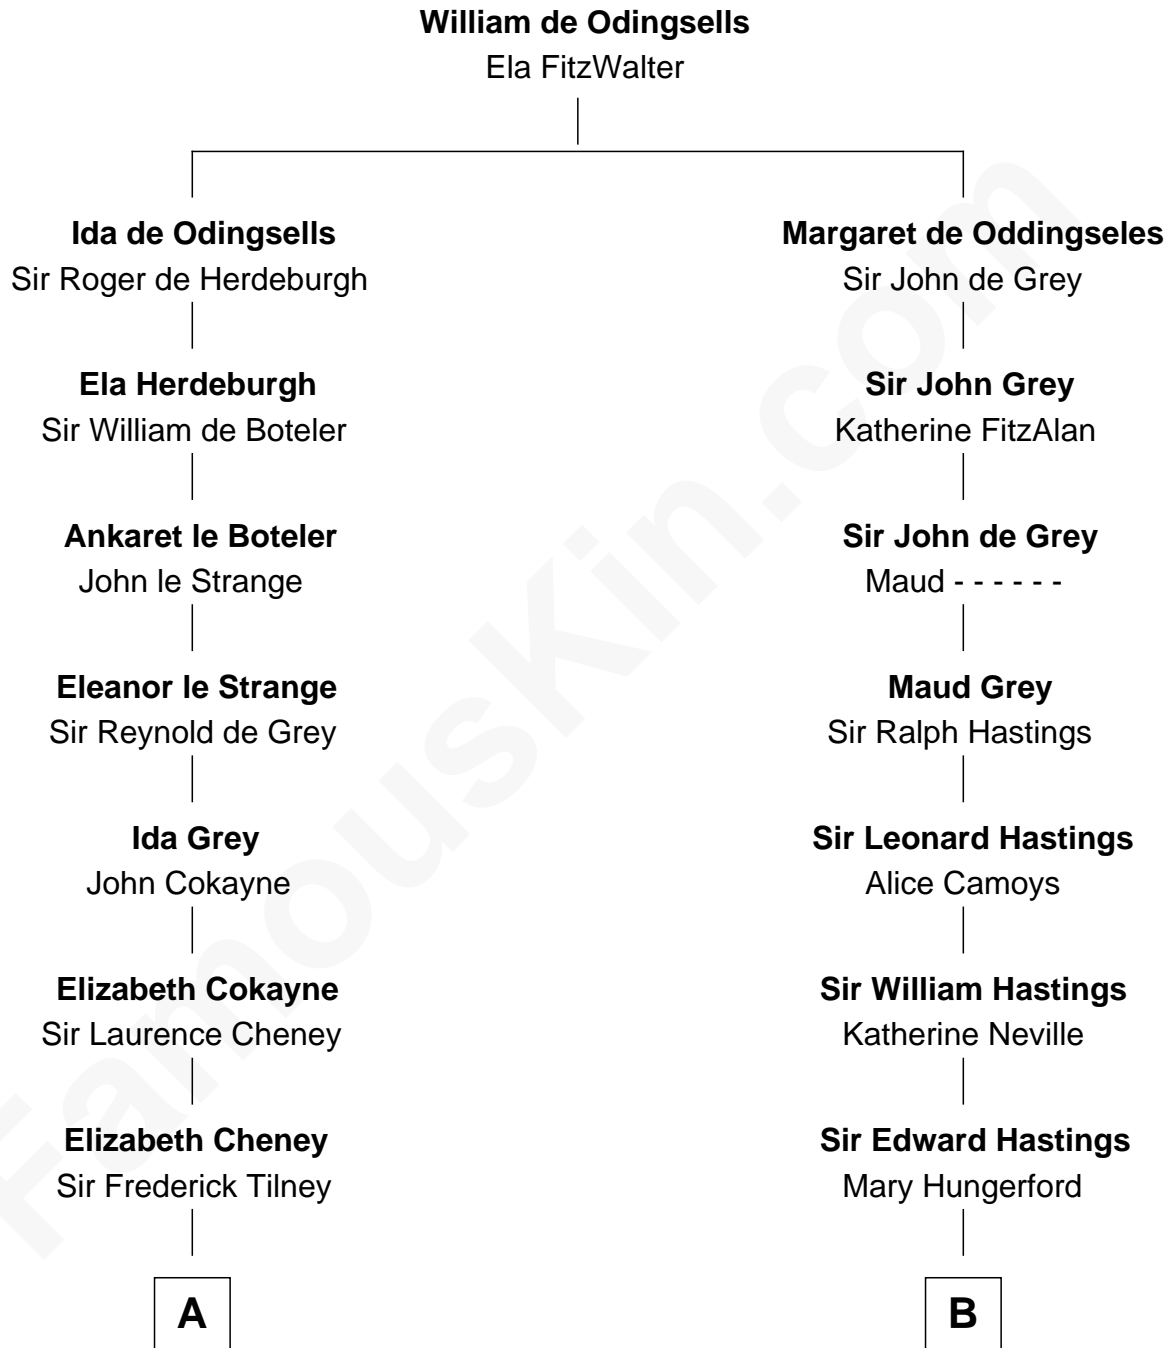 William de Odingsells
Ela FitzWalter
Ida de Odingsells
Sir Roger de Herdeburgh
Margaret de Oddingseles
Sir John de Grey
Ela Herdeburgh
Sir William de Boteler
Sir John Grey
Katherine FitzAlan
Ankaret le Boteler
John le Strange
Sir John de Grey
Maud - - - - - -
Eleanor le Strange
Sir Reynold de Grey
Maud Grey
Sir Ralph Hastings
Ida Grey
John Cokayne
Sir Leonard Hastings
Alice Camoys
Elizabeth Cokayne
Sir Laurence Cheney
Sir William Hastings
Katherine Neville
Elizabeth Cheney
Sir Frederick Tilney
Sir Edward Hastings
Mary Hungerford
A
B
FamousKin.com